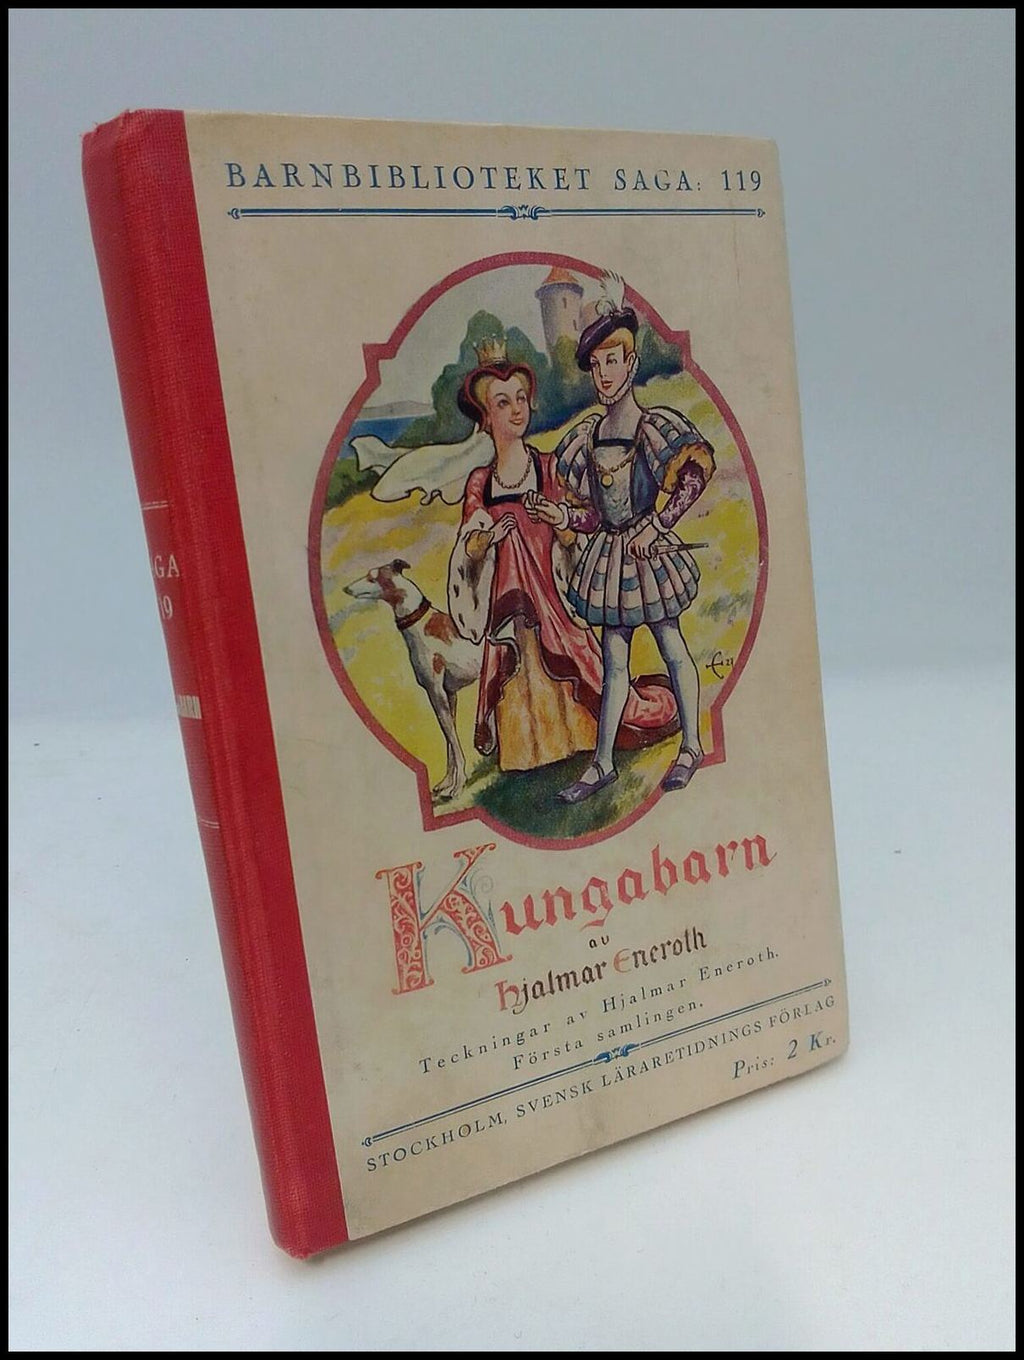 BARNBIBLIOTEKET SAGA: 119
Kungabarn
av
Hjalmar Eneroth
Teckningar av Hjalmar Eneroth.
Första samlingen.
STOCKHOLM, SVENSK LÄRARETIDNINGS FÖRLAG
Pris: 2 Kr.